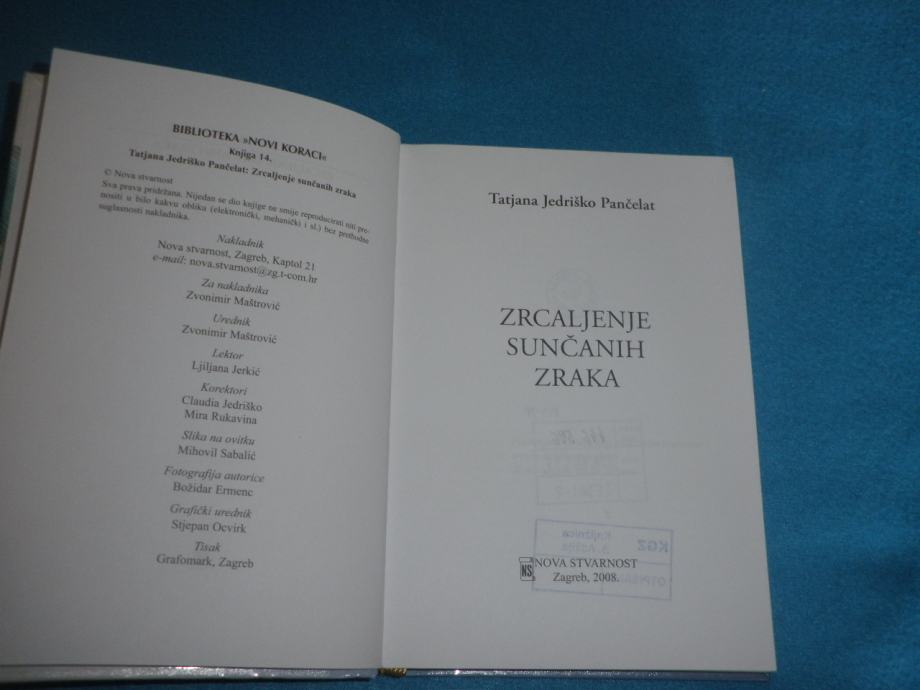 BIBLIOTEKA »NOVI KORACI«
Knjiga 14.
Tatjana Jedriško Pančelat: Zrcaljenje sunčanih zraka
© Nova stvarnost
Sva prava pridržana. Nijedan se dio knjige ne smije reproducirati niti pre-
nositi u bilo kakvu obliku (elektronički, mehanički i sl.) bez prethodne
suglasnosti nakladnika.
Nakladnik
Nova stvarnost, Zagreb, Kaptol 21
e-mail: nova.stvarnost@zg.t-com.hr
Za nakladnika
Zvonimir Maštrović
Urednik
Zvonimir Maštrović
Lektor
Ljiljana Jerkić
Korektori
Claudia Jedriško
Mira Rukavina
Slika na ovitku
Mihovil Sabalić
Fotografija autorice
Božidar Ermenc
Grafički urednik
Stjepan Ocvirk
Tisak
Grafomark, Zagreb
Tatjana Jedriško Pančelat
ZRCALJENJE
SUNČANIH
ZRAKA
KGZ
Knjižnica
NS NOVA STVARNOST
Zagreb, 2008.